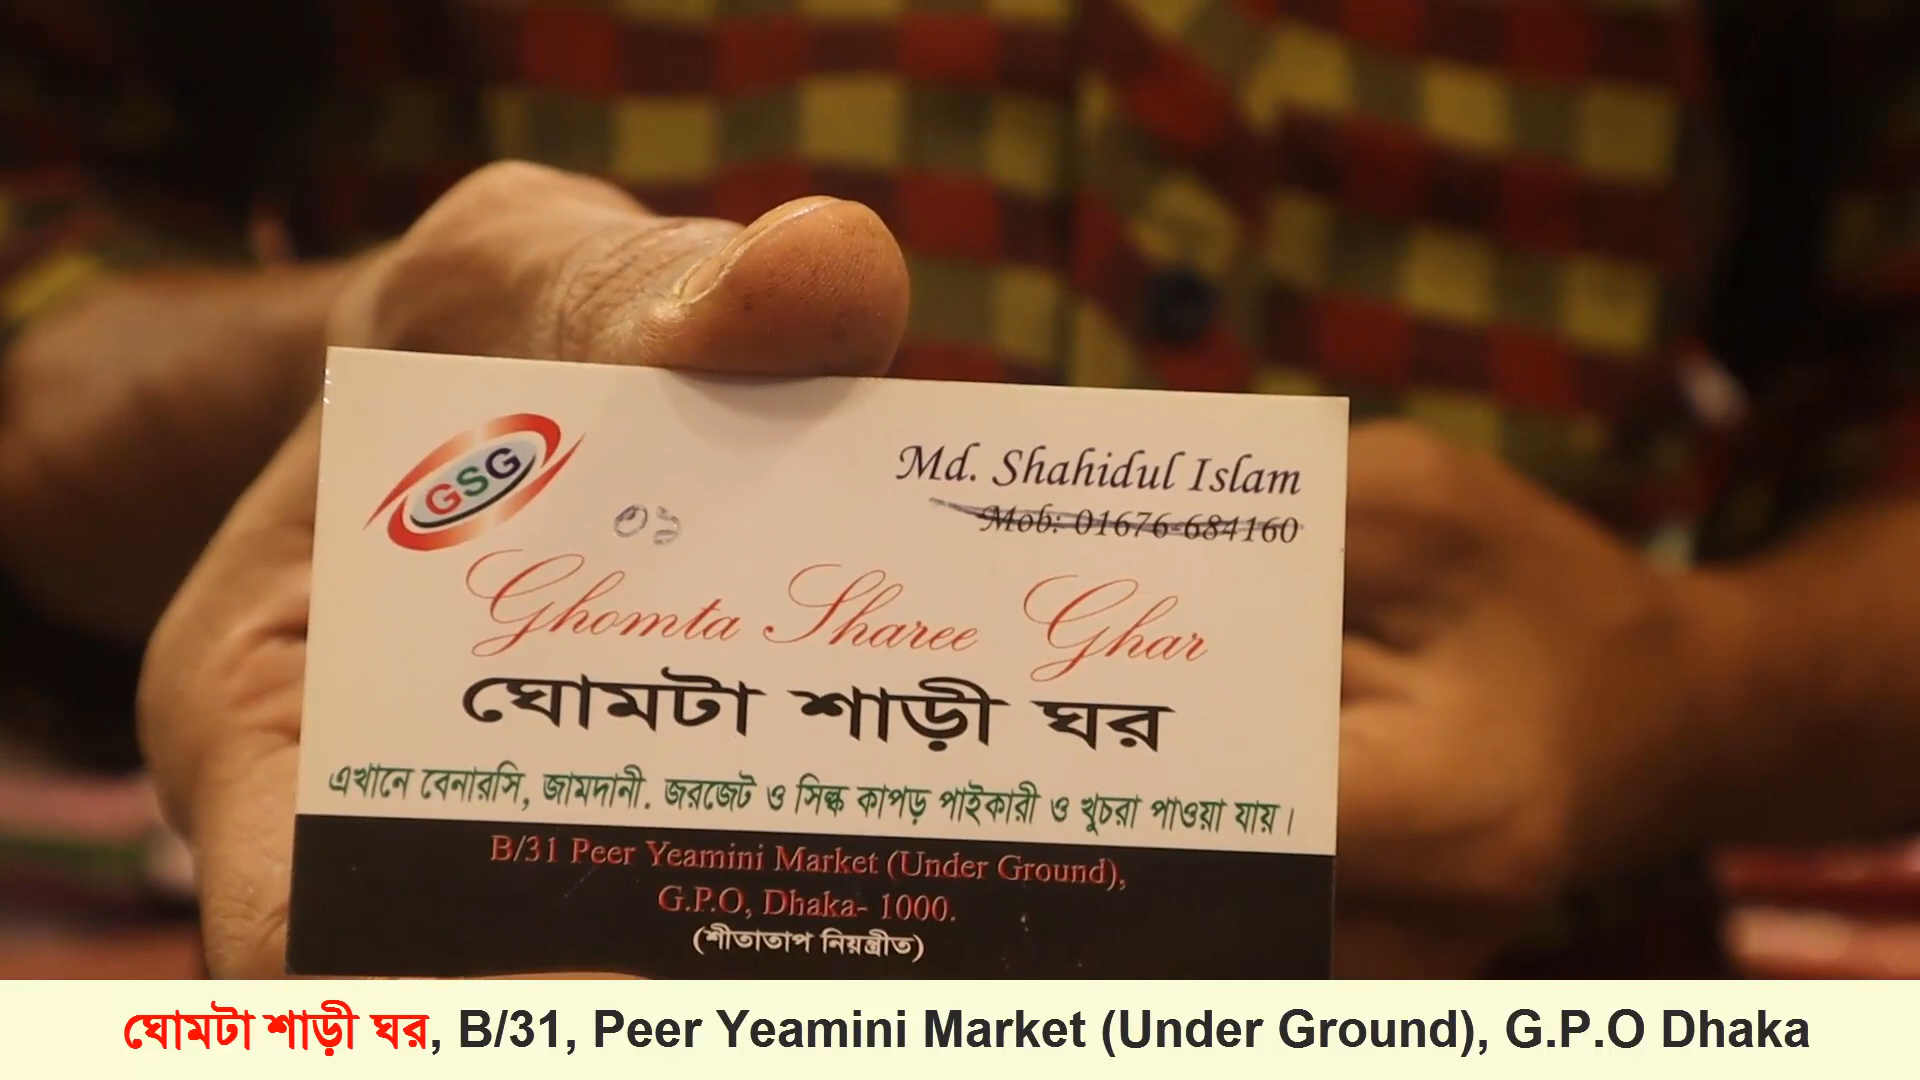 GSG
৩১
Md. Shahidul Islam
Mob: 01676-684160
Ghomta Sharee Ghar
ঘোমটা শাড়ী ঘর
এখানে বেনারসি, জামদানী. জরজেট ও সিল্ক কাপড় পাইকারী ও খুচরা পাওয়া যায়।
B/31 Peer Yeamini Market (Under Ground),
G.P.O, Dhaka- 1000.
(শীতাতাপ নিয়ন্ত্রীত)
ঘোমটা শাড়ী ঘর, B/31, Peer Yeamini Market (Under Ground), G.P.O Dhaka